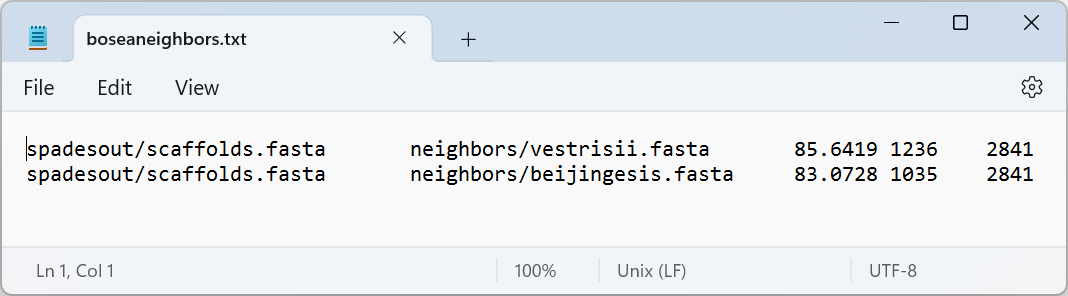 boseaneighbors.txt
File Edit View
spadesout/scaffolds.fasta neighbors/vestrisii.fasta 85.6419 1236 2841
spadesout/scaffolds.fasta neighbors/beijingesis.fasta 83.0728 1035 2841
Ln 1, Col 1 100% Unix (LF) UTF-8